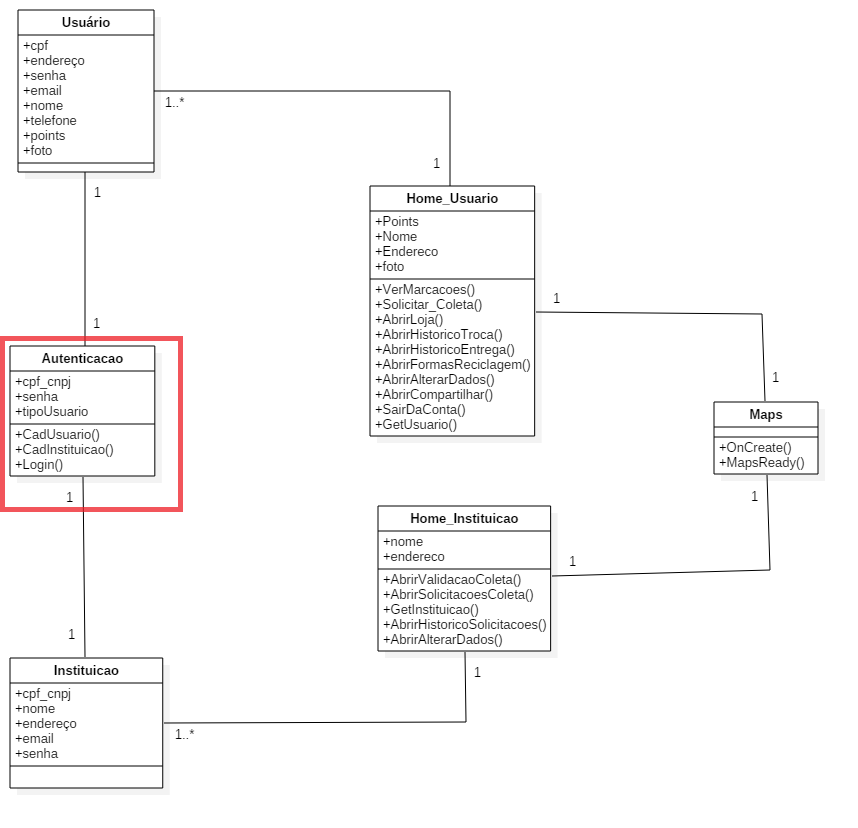 Usuário
+cpf
+endereço
+senha
+email
+nome
+telefone
+points
+foto
1..*
1
1
Home_Usuario
+Points
+Nome
+Endereco
+foto
+VerMarcacoes()
+Solicitar_Coleta()
+AbrirLoja()
+AbrirHistoricoTroca()
+AbrirHistoricoEntrega()
+AbrirFormasReciclagem()
+AbrirAlterarDados()
+AbrirCompartilhar()
+SairDaConta()
+GetUsuario()
1
1
1
Autenticacao
+cpf_cnpj
+senha
+tipoUsuario
+CadUsuario()
+CadInstituicao()
+Login()
1
Maps
+OnCreate()
+MapsReady()
1
Home_Instituicao
+nome
+endereco
+AbrirValidacaoColeta()
+AbrirSolicitacoesColeta()
+GetInstituicao()
+AbrirHistoricoSolicitacoes()
+AbrirAlterarDados()
1
1
1
Instituicao
+cpf_cnpj
+nome
+endereço
+email
+senha
1..*